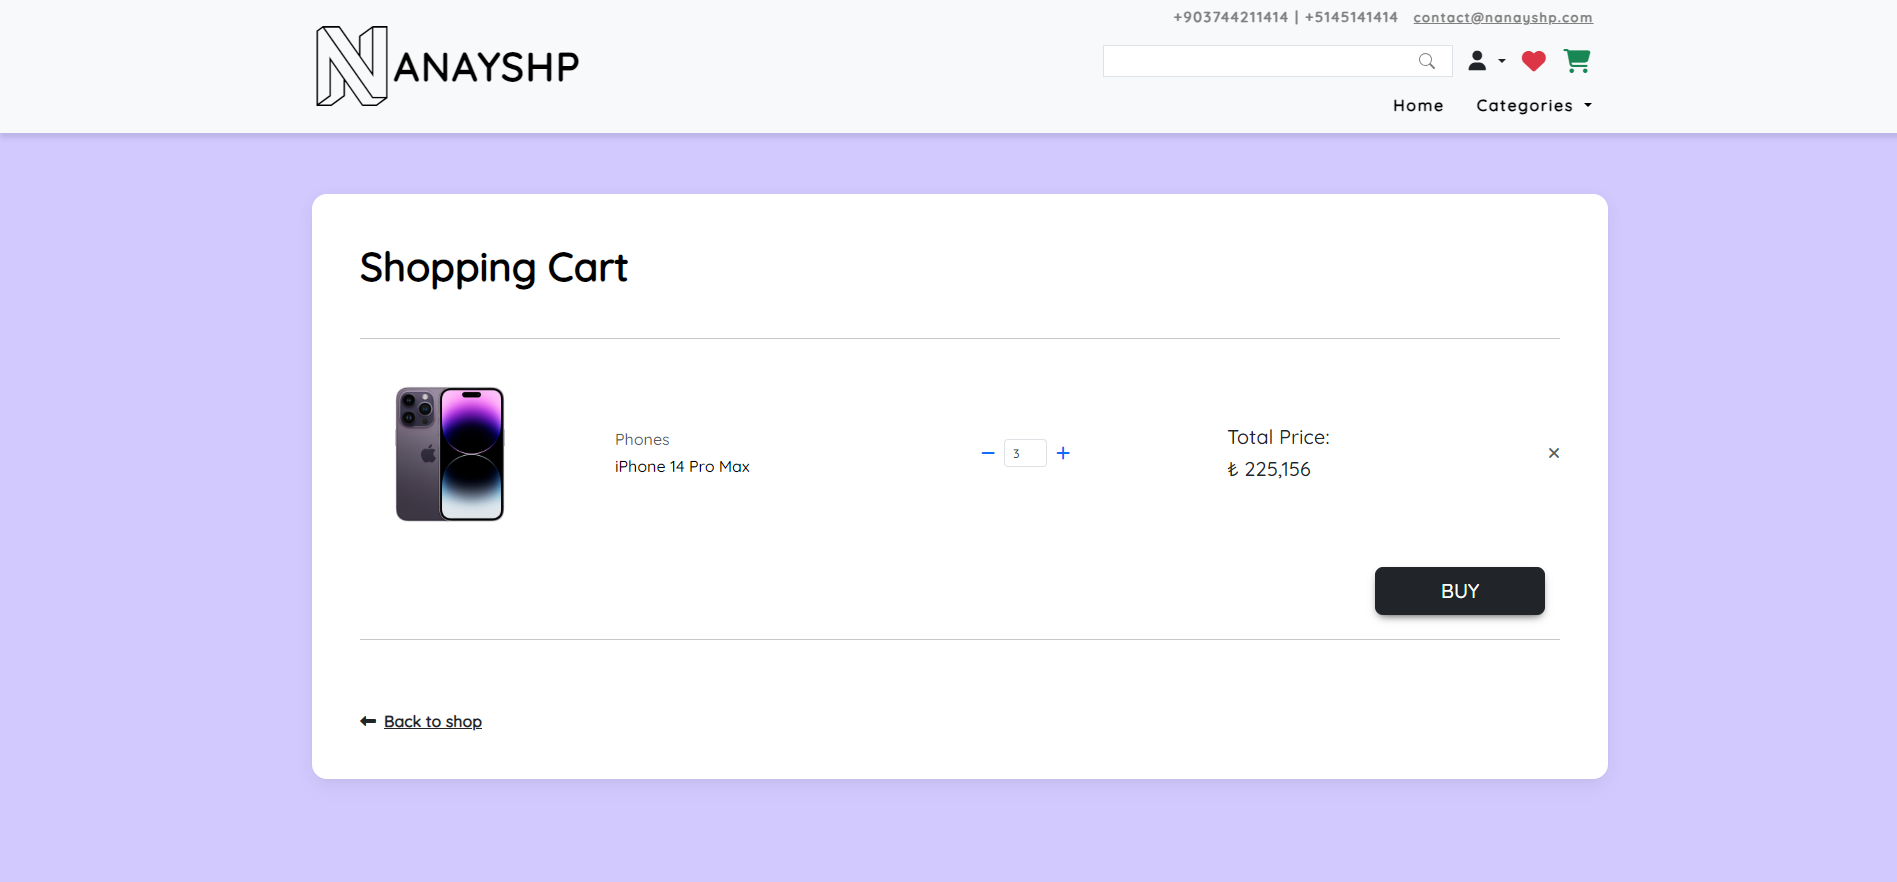 +903744211414 | +5145141414 contact@nanayshp.com
NANAYSHP
Home Categories
Shopping Cart
Phones
iPhone 14 Pro Max
3
Total Price:
₺ 225,156
BUY
Back to shop